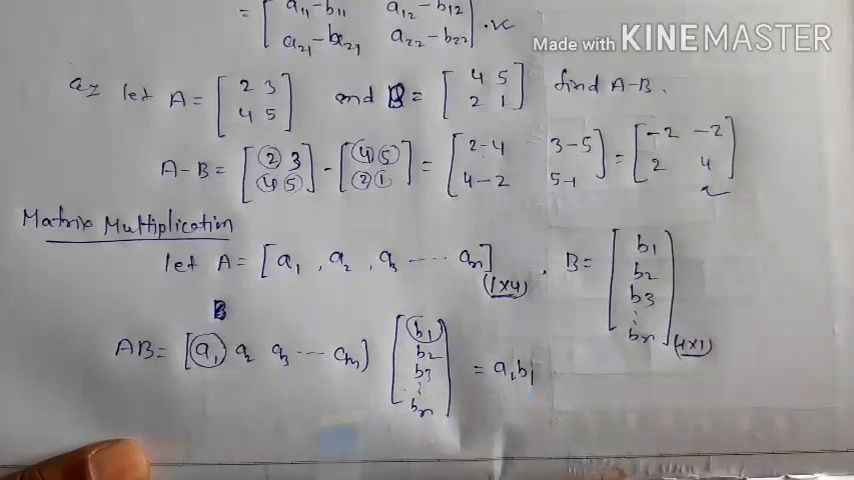 = [a11-b11 a12-b12
a21-a21 a22-b22] .
Made with KINEMASTER
let A = [2 3
4 5] and B = [4 5
2 1] find A-B.
A-B = [2 3
4 5] - [4 5
2 1] = [2-4 3-5
4-2 5-1] = [-2 -2
2 4]
Matrix Multiplication
let A = [a1, a2, a3 ---- an] (1x4), B = [b1
b2
b3
⋮
bn] (4x1)
B
AB = [a1 a2 a3 --- an] [b1
b2
b3
⋮
bn] = a1b1